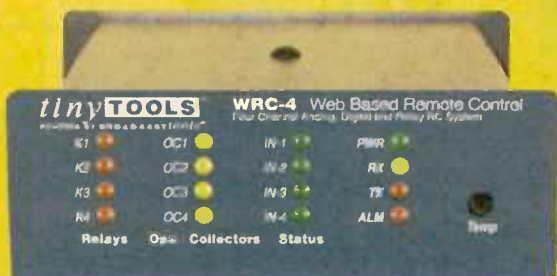 tiny TOOLS
WRC-4 Web Based Remote Control
Four Channel Analog, Digital and Relay RC System
K1 OC1 IN-1 PWR
K2 OC2 IN-2 RX
K3 OC3 IN-3 TX
OC4 IN-4 ALM
Relays Collectors Status Temp